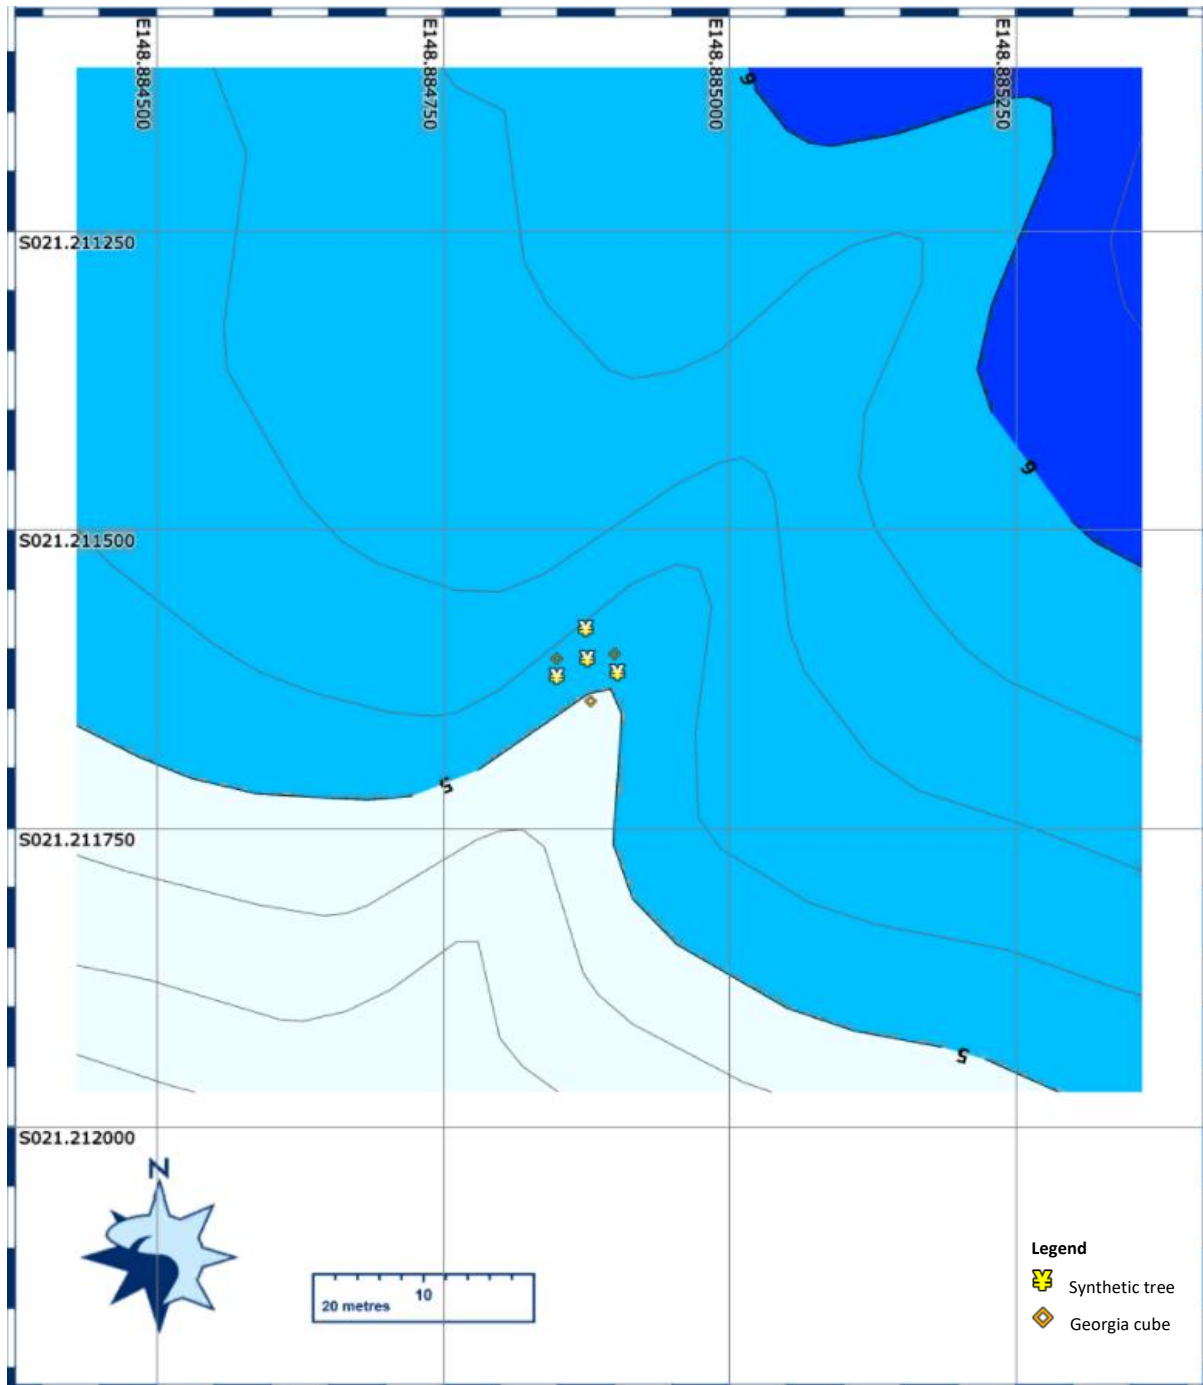 E148.884500
E148.884750
E148.885000
E148.885250
6
S021.211250
6
S021.211500
5
S021.211750
5
S021.212000
N
10
20 metres
Legend
Synthetic tree
Georgia cube